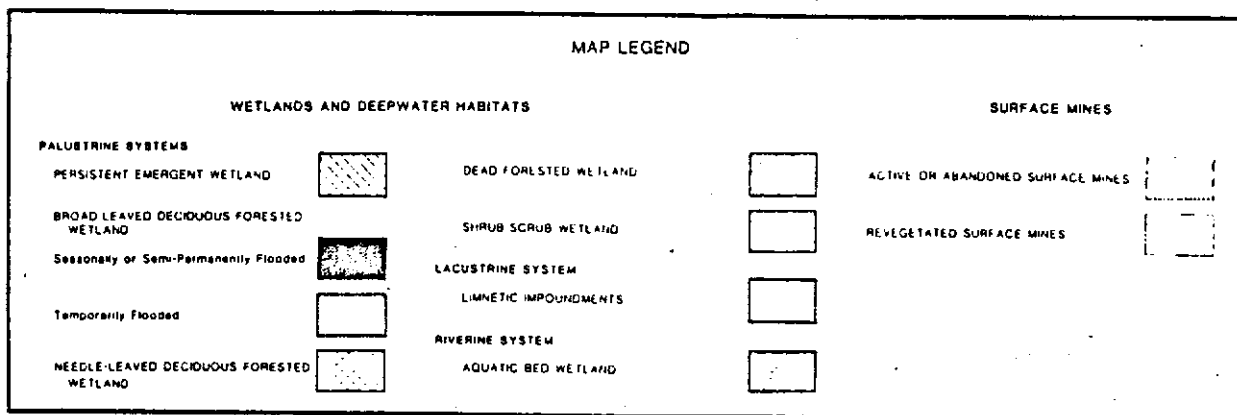 MAP LEGEND
WETLANDS AND DEEPWATER HABITATS
PALUSTRINE SYSTEMS
PERSISTENT EMERGENT WETLAND
BROAD LEAVED DECIDUOUS FORESTED
WETLAND
Seasonally or Semi-Permanently Flooded
Temporarily Flooded
NEEDLE-LEAVED DECIDUOUS FORESTED
WETLAND
DEAD FORESTED WETLAND
SHRUB SCRUB WETLAND
LACUSTRINE SYSTEM
LIMNETIC IMPOUNDMENTS
RIVERINE SYSTEM
AQUATIC BED WETLAND
SURFACE MINES
ACTIVE OR ABANDONED SURFACE MINES
REVEGETATED SURFACE MINES